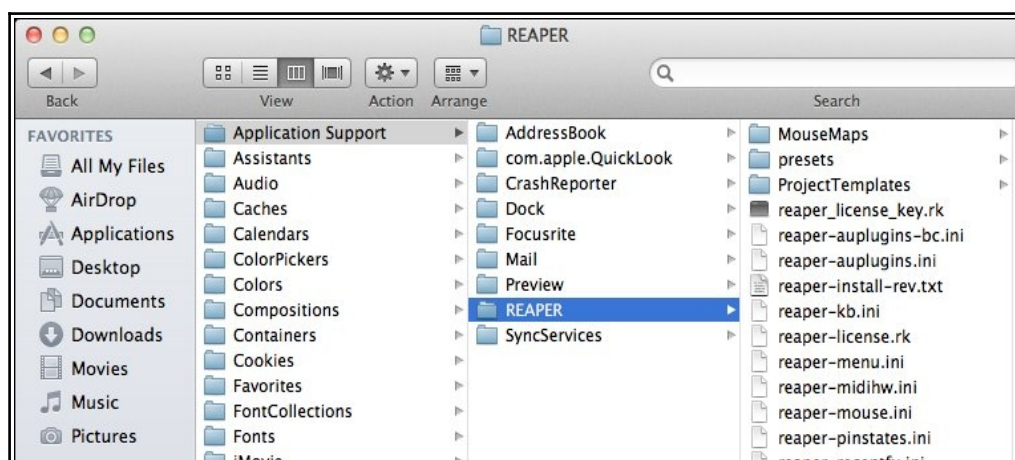 REAPER
Back
View
Action
Arrange
Search
FAVORITES
All My Files
AirDrop
Applications
Desktop
Documents
Downloads
Movies
Music
Pictures
Application Support
Assistants
Audio
Caches
Calendars
ColorPickers
Colors
Compositions
Containers
Cookies
Favorites
FontCollections
Fonts
iMovie
AddressBook
com.apple.QuickLook
CrashReporter
Dock
Focusrite
Mail
Preview
REAPER
SyncServices
MouseMaps
presets
ProjectTemplates
reaper_license_key.rk
reaper-auplugins-bc.ini
reaper-auplugins.ini
reaper-install-rev.txt
reaper-kb.ini
reaper-license.rk
reaper-menu.ini
reaper-midihw.ini
reaper-mouse.ini
reaper-pinstates.ini
reaper-recentfx.ini